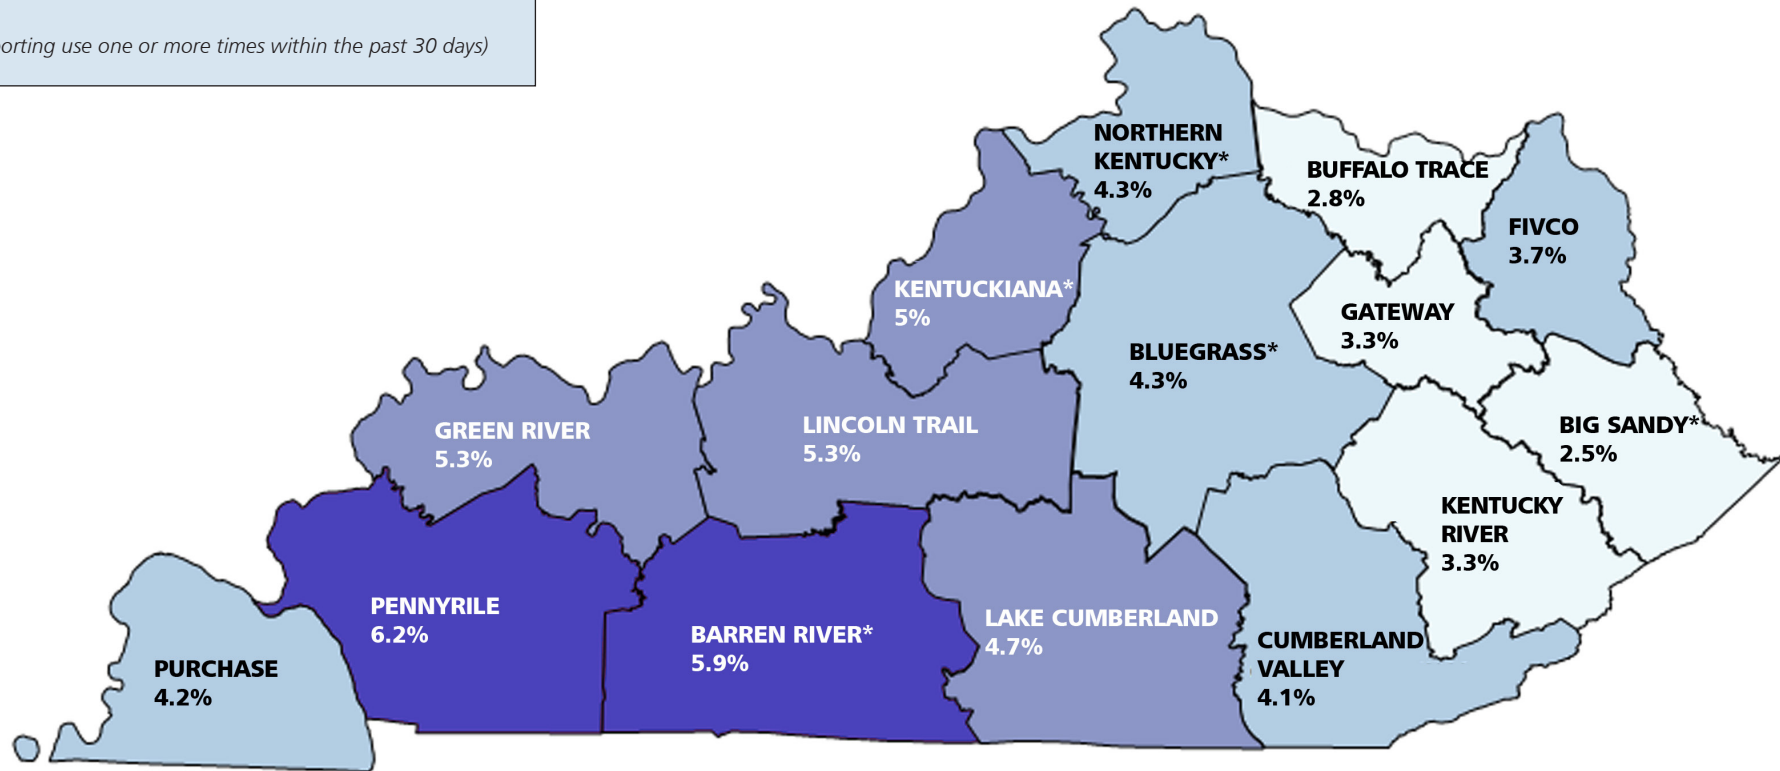 orting use one or more times within the past 30 days)
NORTHERN
KENTUCKY*
4.3%
BUFFALO TRACE
2.8%
FIVCO
3.7%
KENTUCKIANA*
5%
GATEWAY
3.3%
BLUEGRASS*
4.3%
GREEN RIVER
5.3%
LINCOLN TRAIL
5.3%
BIG SANDY*
2.5%
KENTUCKY
RIVER
3.3%
PENNYRILE
6.2%
BARREN RIVER*
5.9%
LAKE CUMBERLAND
4.7%
CUMBERLAND
VALLEY
4.1%
PURCHASE
4.2%